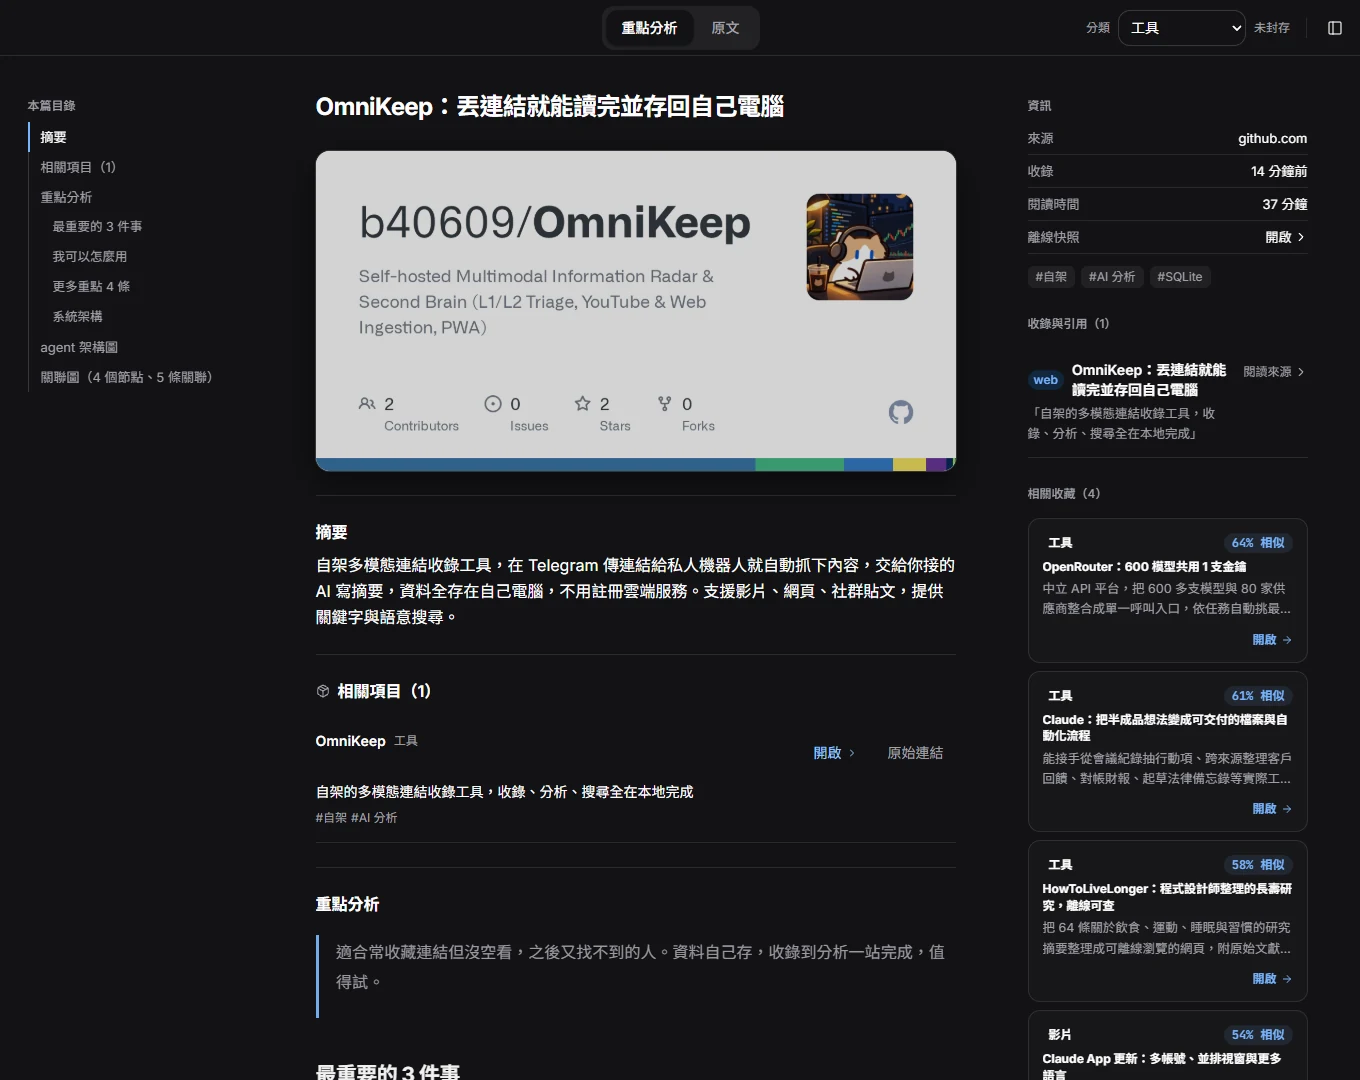 重點分析
原文
分類
工具
未封存
本篇目錄
摘要
相關項目（1）
重點分析
最重要的 3 件事
我可以怎麼用
更多重點 4 條
系統架構
agent 架構圖
關聯圖（4 個節點、5 條關聯）
OmniKeep：丟連結就能讀完並存回自己電腦
b40609/OmniKeep
Self-hosted Multimodal Information Radar &
Second Brain (L1/L2 Triage, YouTube & Web
Ingestion, PWA)
2
Contributors
0
Issues
2
Stars
0
Forks
摘要
自架多模態連結收錄工具，在 Telegram 傳連結給私人機器人就自動抓下內容，交給你接的
AI 寫摘要，資料全存在自己電腦，不用註冊雲端服務。支援影片、網頁、社群貼文，提供
關鍵字與語意搜尋。
相關項目（1）
OmniKeep 工具
開啟
原始連結
自架的多模態連結收錄工具，收錄、分析、搜尋全在本地完成
#自架 #AI 分析
重點分析
適合常收藏連結但沒空看，之後又找不到的人。資料自己存，收錄到分析一站完成，值
得試。
最重要的 3 件事
資訊
來源 github.com
收錄 14 分鐘前
閱讀時間 37 分鐘
離線快照 開啟
#自架 #AI 分析 #SQLite
收錄與引用（1）
web
OmniKeep：丟連結就能
讀完並存回自己電腦
閱讀來源
「自架的多模態連結收錄工具，收
錄、分析、搜尋全在本地完成」
相關收藏（4）
工具 64% 相似
OpenRouter：600 模型共用 1 支金鑰
中立 API 平台，把 600 多支模型與 80 家供
應商整合成單一呼叫入口，依任務自動挑最...
開啟 →
工具 61% 相似
Claude：把半成品想法變成可交付的檔案與自
動化流程
能接手從會議紀錄抽行動項、跨來源整理客戶
回饋、對帳財報、起草法律備忘錄等實際工...
開啟 →
工具 58% 相似
HowToLiveLonger：程式設計師整理的長壽研
究，離線可查
把 64 條關於飲食、運動、睡眠與習慣的研究
摘要整理成可離線瀏覽的網頁，附原始文獻...
開啟 →
影片 54% 相似
Claude App 更新：多帳號、並排視窗與更多
語言